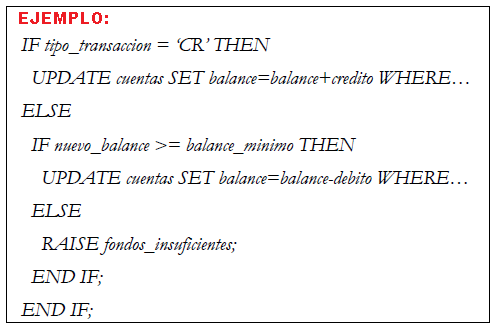 EJEMPLO:
IF tipo_transaccion = ‘CR’ THEN
UPDATE cuentas SET balance=balance+credito WHERE…
ELSE
IF nuevo_balance >= balance_minimo THEN
UPDATE cuentas SET balance=balance-debito WHERE…
ELSE
RAISE fondos_insuficientes;
END IF;
END IF;